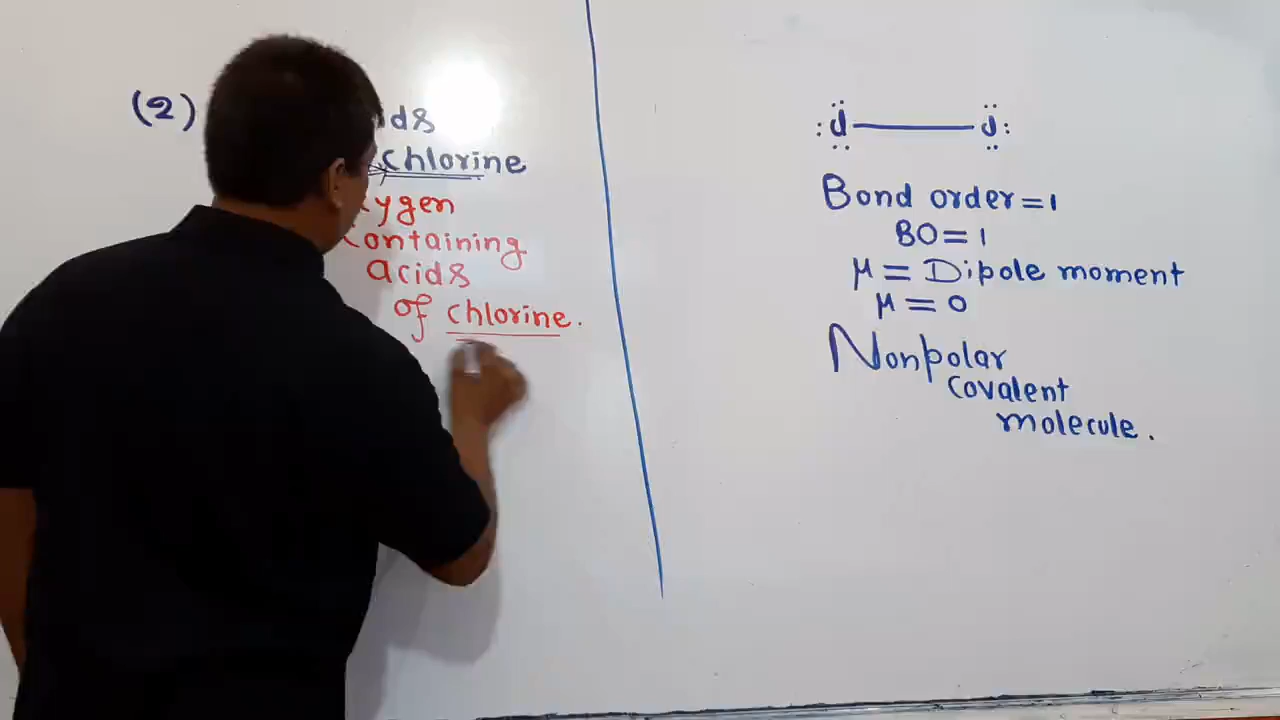 (2) ids
chlorine
ygen
containing
acids
of chlorine.
:Cl — Cl:
Bond order = 1
BO = 1
μ = Dipole moment
μ = 0
Nonpolar
covalent
molecule.